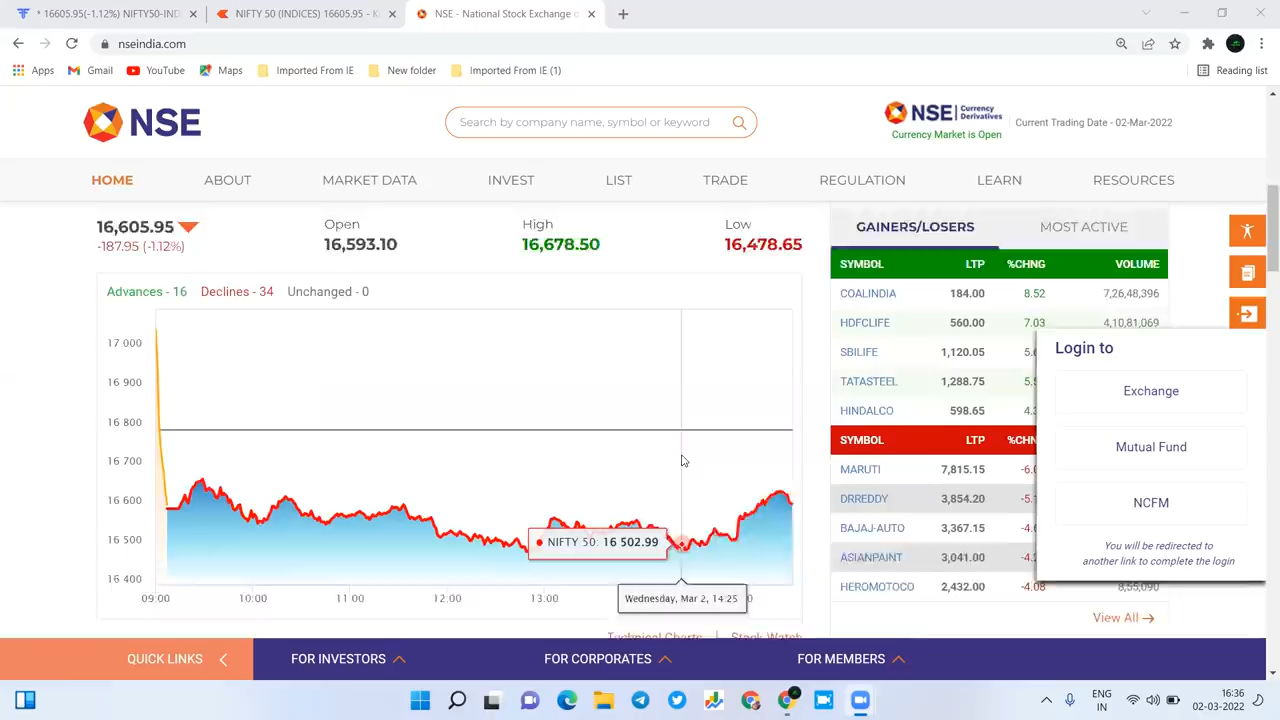 * 16605.95(-1.12%) NIFTY50-IND
NIFTY 50 (INDICES) 16605.95 -
NSE - National Stock Exchange
nseindia.com
Apps
Gmail
YouTube
Maps
Imported From IE
New folder
Imported From IE (1)
Reading list
NSE
Search by company name, symbol or keyword
NSE Currency Derivatives
Currency Market is Open
Current Trading Date - 02-Mar-2022
HOME
ABOUT
MARKET DATA
INVEST
LIST
TRADE
REGULATION
LEARN
RESOURCES
16,605.95
-187.95 (-1.12%)
Open
16,593.10
High
16,678.50
Low
16,478.65
Advances - 16
Declines - 34
Unchanged - 0
17 000
16 900
16 800
16 700
16 600
16 500
16 400
NIFTY 50: 16 502.99
09:00
10:00
11:00
12:00
13:00
Wednesday, Mar 2, 14:25
Technical Charts | Stock Watch
GAINERS/LOSERS
MOST ACTIVE
SYMBOL LTP %CHNG VOLUME
COALINDIA 184.00 8.52 7,26,48,396
HDFCLIFE 560.00 7.03 4,10,81,069
SBILIFE 1,120.05
TATASTEEL 1,288.75
HINDALCO 598.65
SYMBOL LTP
MARUTI 7,815.15
DRREDDY 3,854.20
BAJAJ-AUTO 3,367.15
ASIANPAINT 3,041.00
HEROMOTOCO 2,432.00 -4.08 8,55,090
View All
Login to
Exchange
Mutual Fund
NCFM
You will be redirected to
another link to complete the login
QUICK LINKS
FOR INVESTORS
FOR CORPORATES
FOR MEMBERS
ENG
IN
16:36
02-03-2022